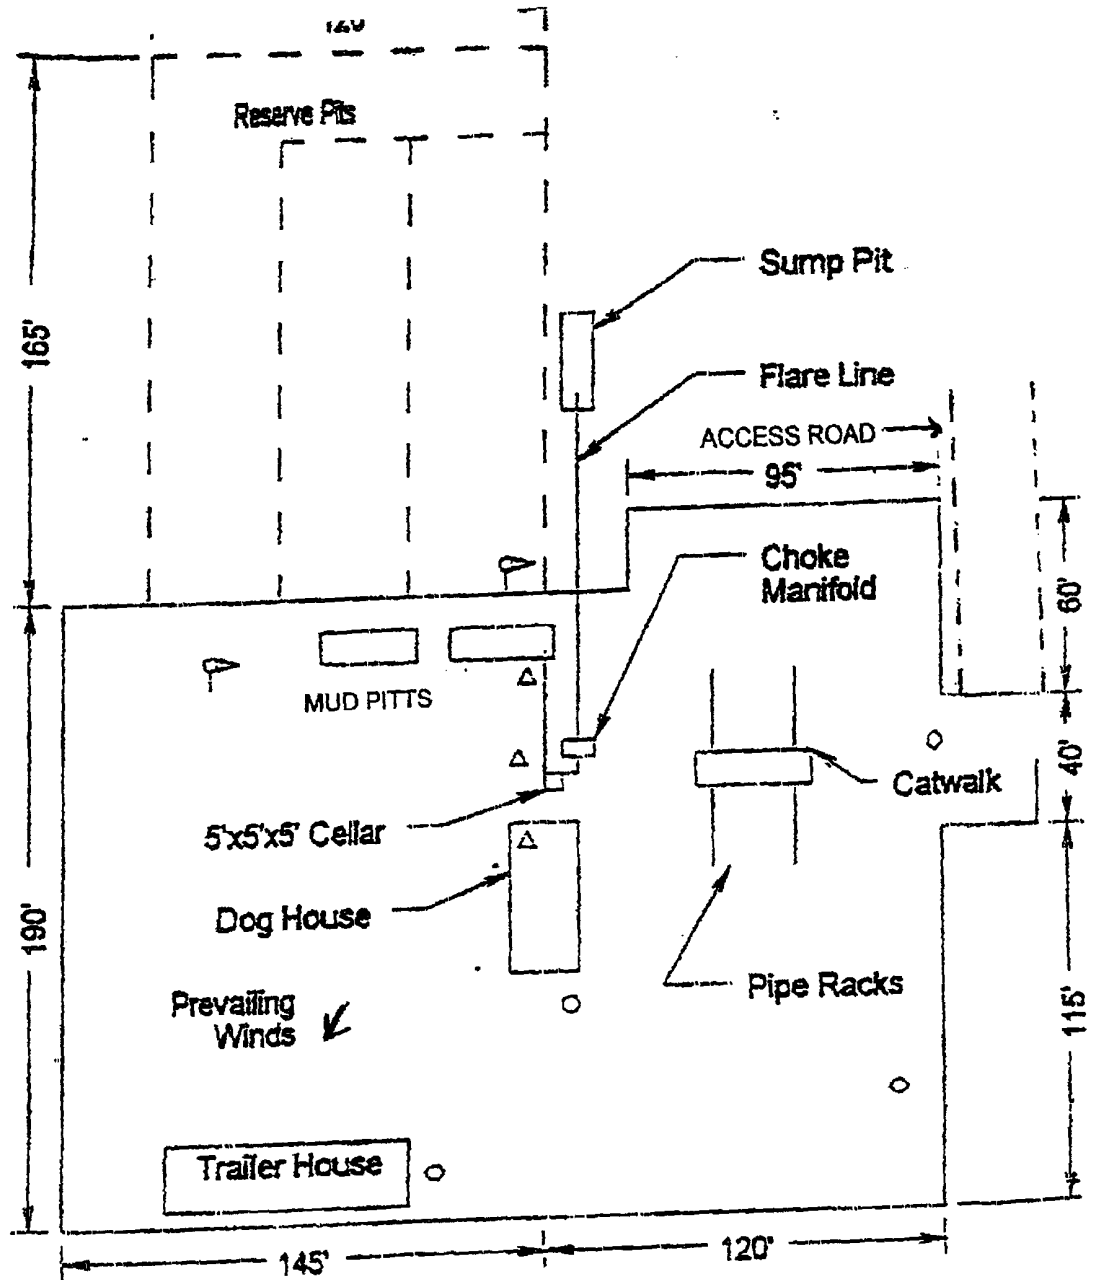 120
Reserve Pits
Sump Pit
165'
Flare Line
ACCESS ROAD
95'
Choke
Manifold
60'
MUD PITTS
40'
Catwalk
5'x5'x5' Cellar
Dog House
190'
Pipe Racks
Prevailing
Winds
115'
Trailer House
145'
120'